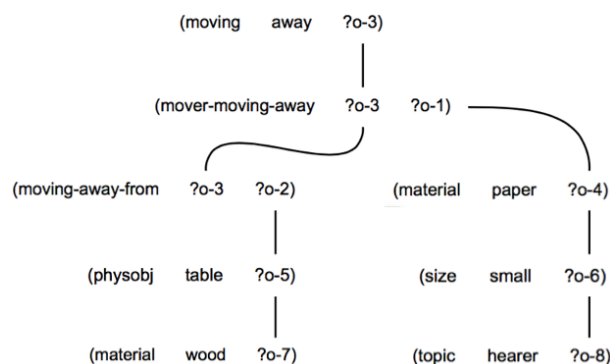 (moving away ?o-3)
(mover-moving-away ?o-3 ?o-1)
(moving-away-from ?o-3 ?o-2) (material paper ?o-4)
(physobj table ?o-5) (size small ?o-6)
(material wood ?o-7) (topic hearer ?o-8)